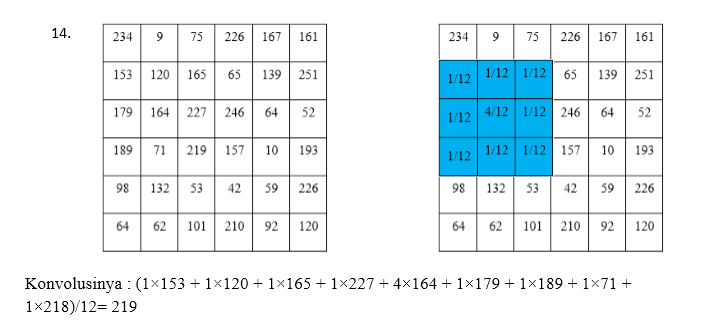 14.
234 9 75 226 167 161 234 9 75 226 167 161
153 120 165 65 139 251 1/12 1/12 1/12 65 139 251
179 164 227 246 64 52 1/12 4/12 1/12 246 64 52
189 71 219 157 10 193 1/12 1/12 1/12 157 10 193
98 132 53 42 59 226 98 132 53 42 59 226
64 62 101 210 92 120 64 62 101 210 92 120
Konvolusinya : (1×153 + 1×120 + 1×165 + 1×227 + 4×164 + 1×179 + 1×189 + 1×71 +
1×218)/12= 219